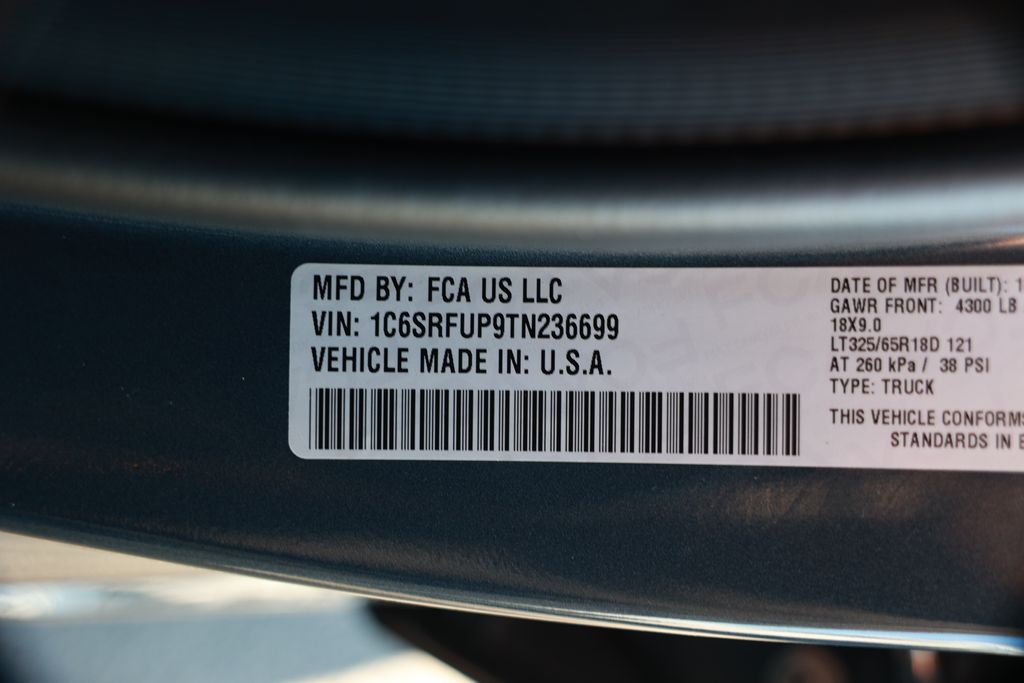 MFD BY: FCA US LLC
VIN: 1C6SRFUP9TN236699
VEHICLE MADE IN: U.S.A.
DATE OF MFR (BUILT): 1
GAWR FRONT: 4300 LB
18X9.0
LT325/65R18D 121
AT 260 kPa / 38 PSI
TYPE: TRUCK
THIS VEHICLE CONFORMS
STANDARDS IN